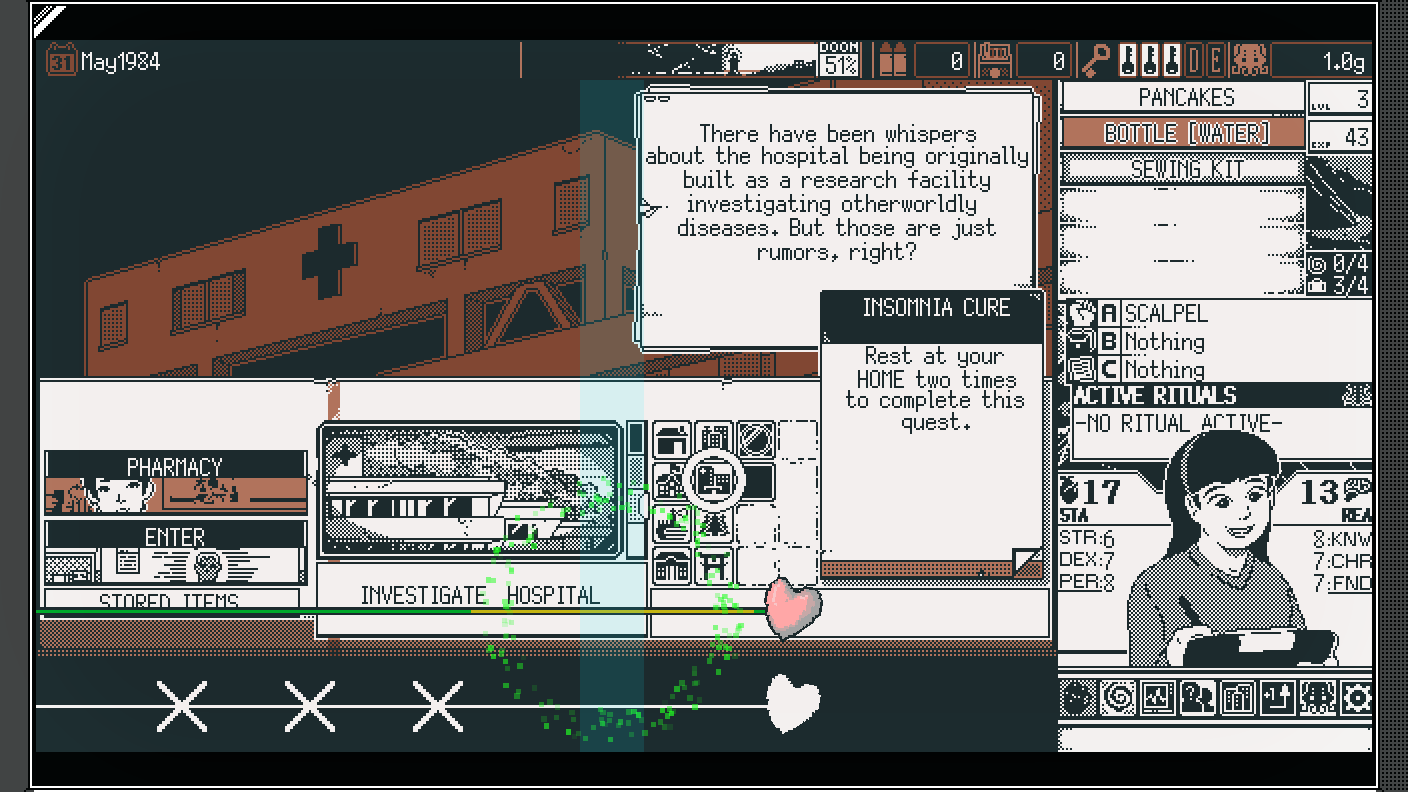 31 May1984
DOOM
51%
0
0
D E
1.0g
There have been whispers
about the hospital being originally
built as a research facility
investigating otherworldly
diseases. But those are just
rumors, right?
INSOMNIA CURE
Rest at your
HOME two times
to complete this
quest.
PHARMACY
ENTER
STORED ITEMS
INVESTIGATE HOSPITAL
PANCAKES
LVL 3
BOTTLE [WATER]
EXP 43
SEWING KIT
0/4
3/4
A SCALPEL
B Nothing
C Nothing
ACTIVE RITUALS
-NO RITUAL ACTIVE-
17
STA
13
REA
STR:6
DEX:7
PER:8
8:KNW
7:CHR
7:FND